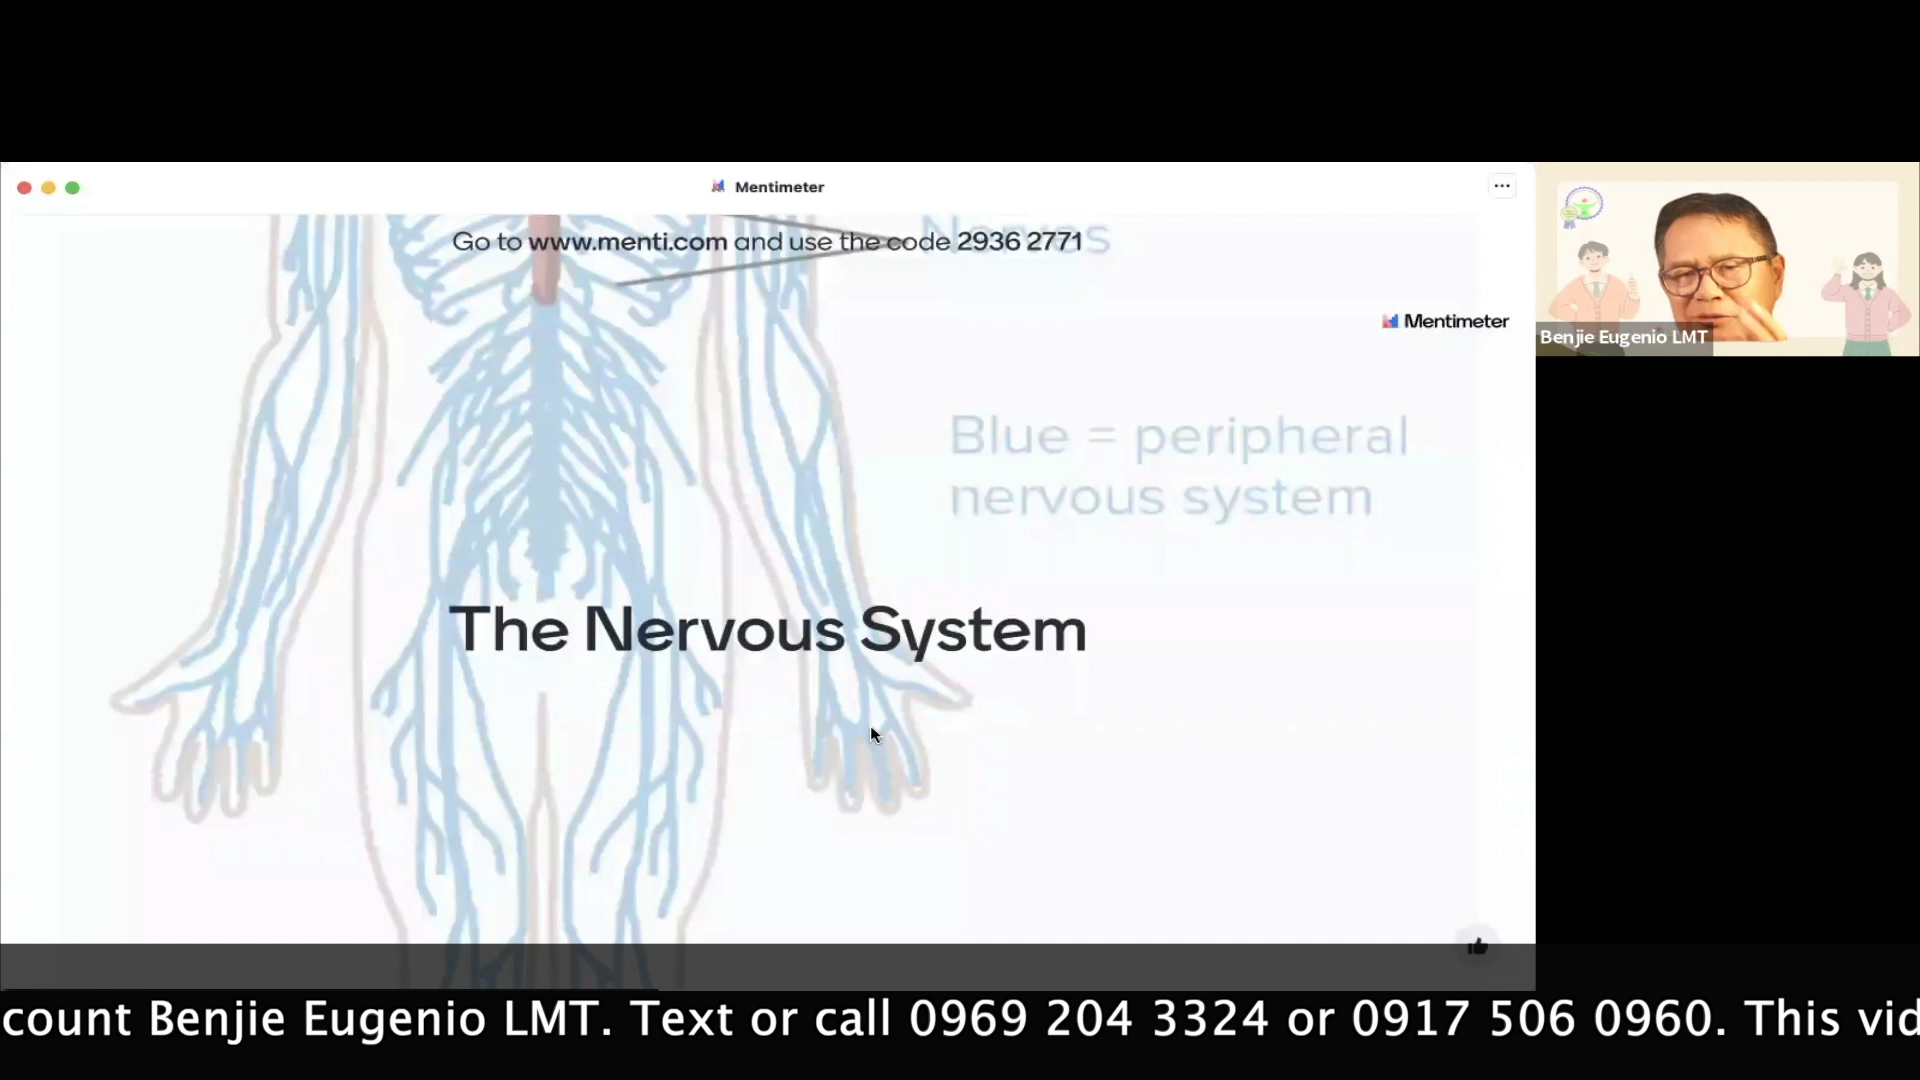 Mentimeter
Nerves
Go to www.menti.com and use the code 2936 2771
Mentimeter
Benjie Eugenio LMT
Blue = peripheral
nervous system
The Nervous System
count Benjie Eugenio LMT. Text or call 0969 204 3324 or 0917 506 0960. This vid